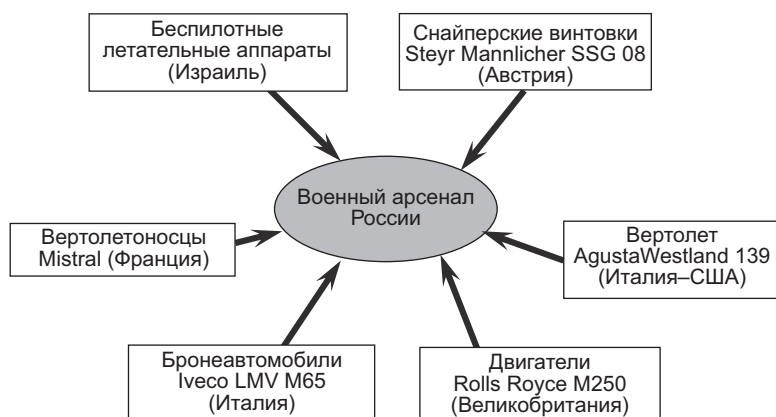 Беспилотные
летательные аппараты
(Израиль)
Снайперские винтовки
Steyr Mannlicher SSG 08
(Австрия)
Военный арсенал
России
Вертолетоносцы
Mistral (Франция)
Вертолет
AgustaWestland 139
(Италия–США)
Бронеавтомобили
Iveco LMV M65
(Италия)
Двигатели
Rolls Royce M250
(Великобритания)